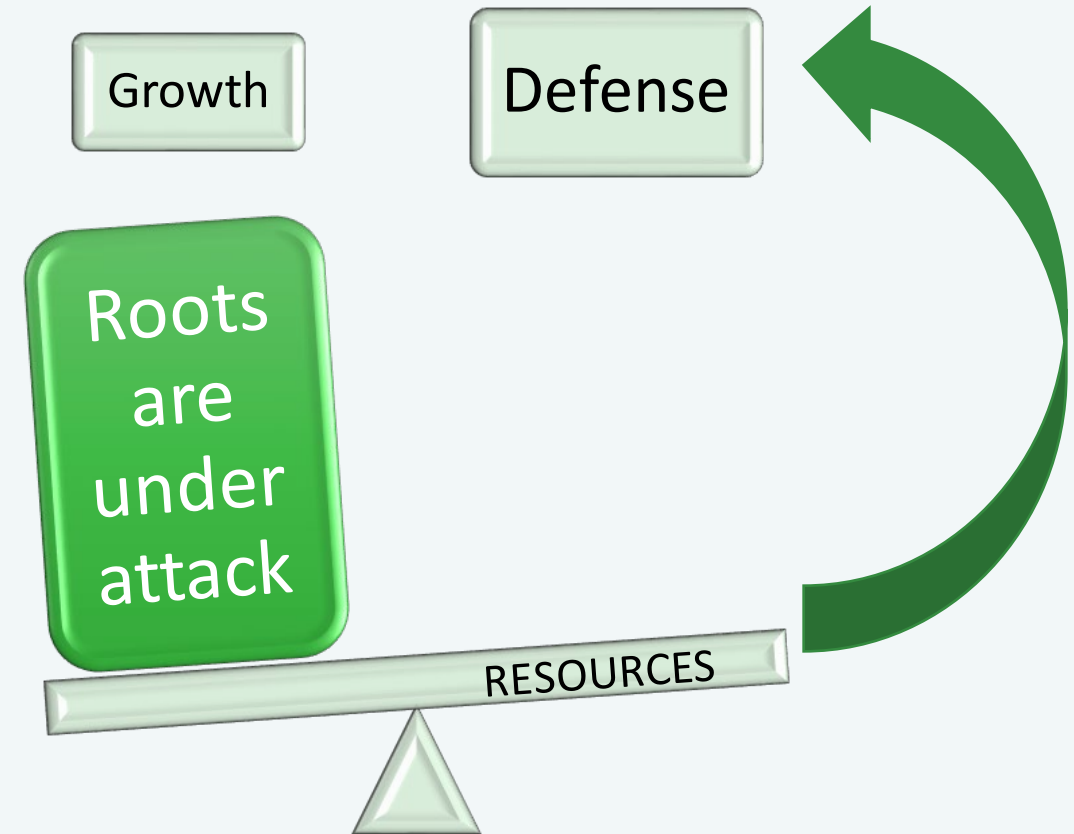 Growth
Defense
Roots
are
under
attack
RESOURCES